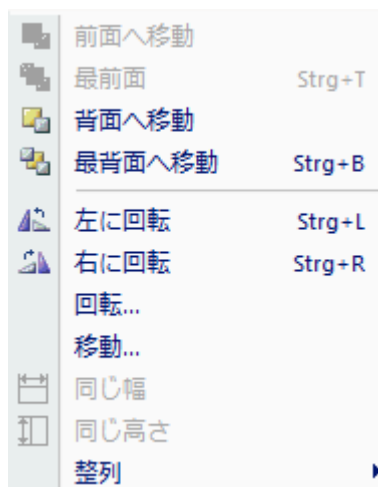 前面へ移動
最前面 Strg+T
背面へ移動
最背面へ移動 Strg+B
左に回転 Strg+L
右に回転 Strg+R
回転...
移動...
同じ幅
同じ高さ
整列